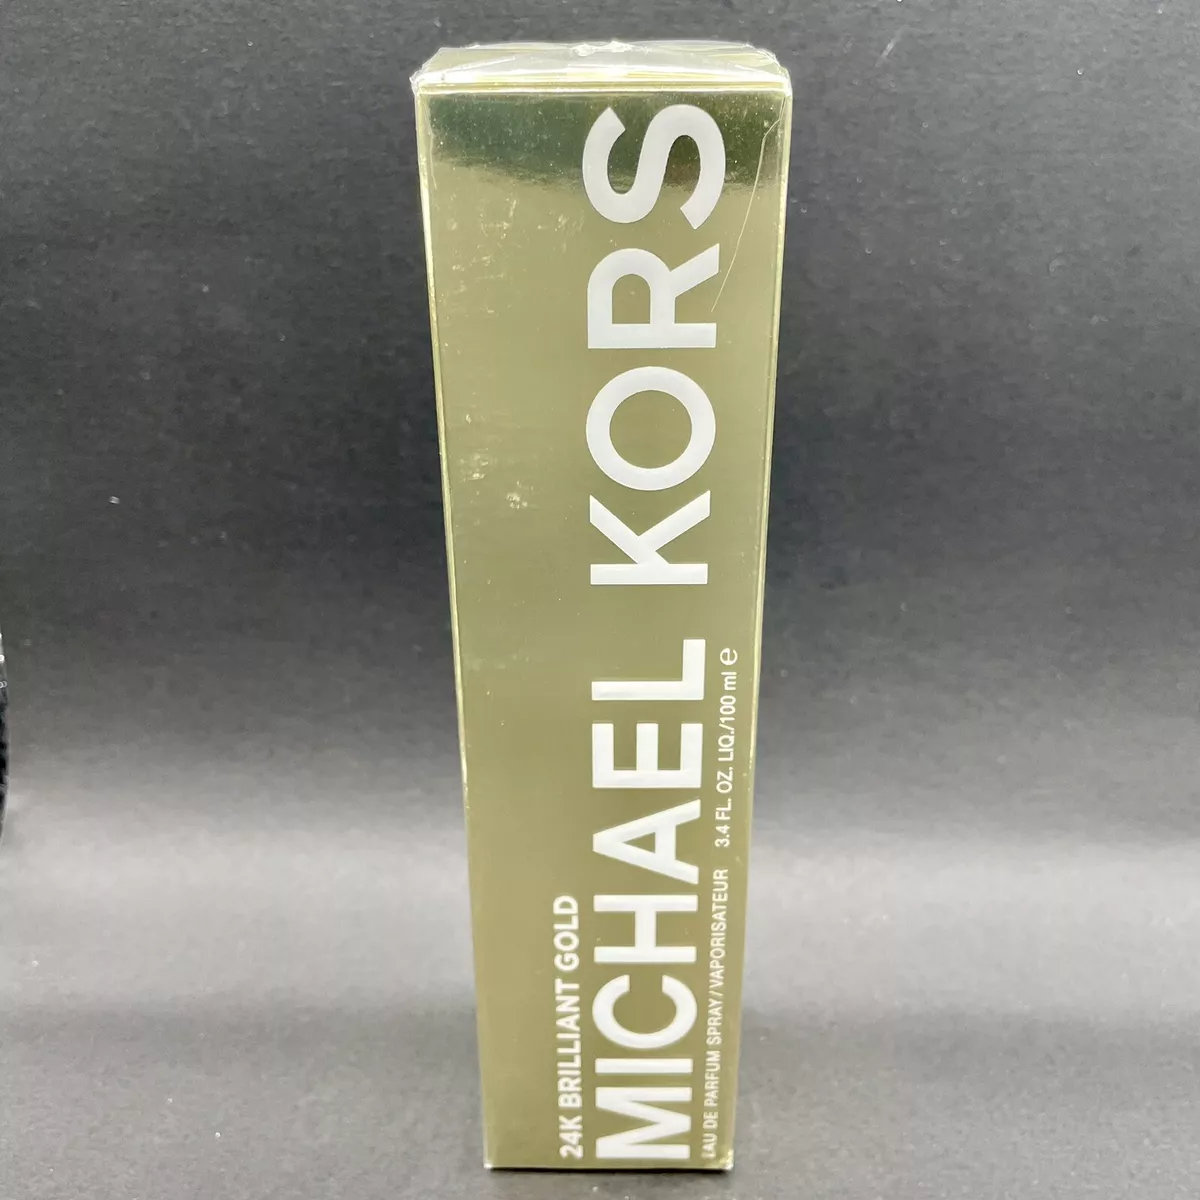 24K BRILLIANT GOLD
MICHAEL KORS
EAU DE PARFUM SPRAY/VAPORISATEUR 3.4 FL. OZ. LIQ./100 ml ℮